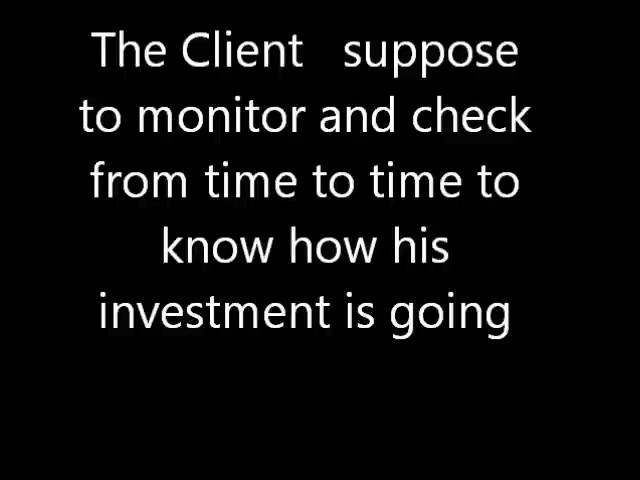 The Client suppose
to monitor and check
from time to time to
know how his
investment is going